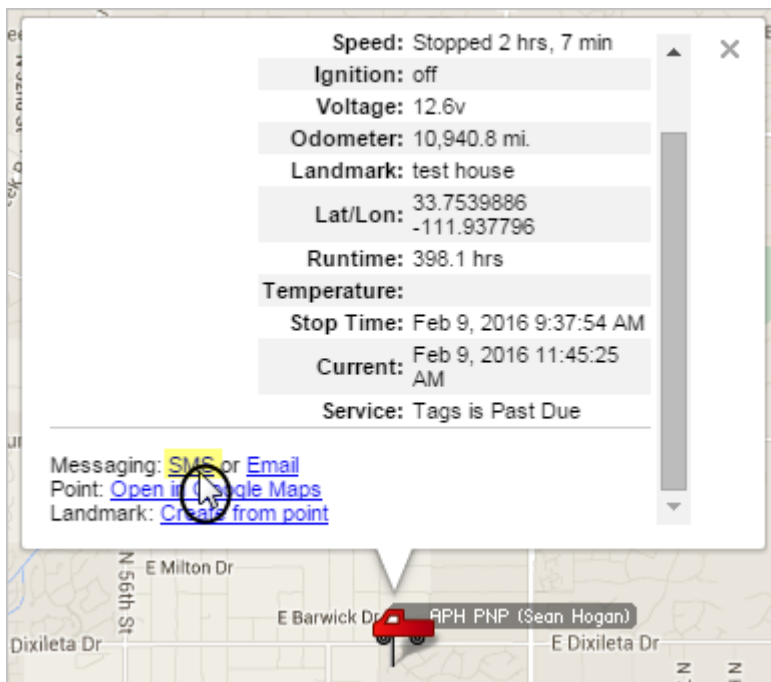 Speed: Stopped 2 hrs, 7 min
Ignition: off
Voltage: 12.6v
Odometer: 10,940.8 mi.
Landmark: test house
Lat/Lon: 33.7539886
-111.937796
Runtime: 398.1 hrs
Temperature:
Stop Time: Feb 9, 2016 9:37:54 AM
Current: Feb 9, 2016 11:45:25
AM
Service: Tags is Past Due
Messaging: SMS or Email
Point: Open in Google Maps
Landmark: Create from point
N 56th St
E Milton Dr
E Barwick Dr
APH PNP (Sean Hogan)
Dixileta Dr
E Dixileta Dr
N
N